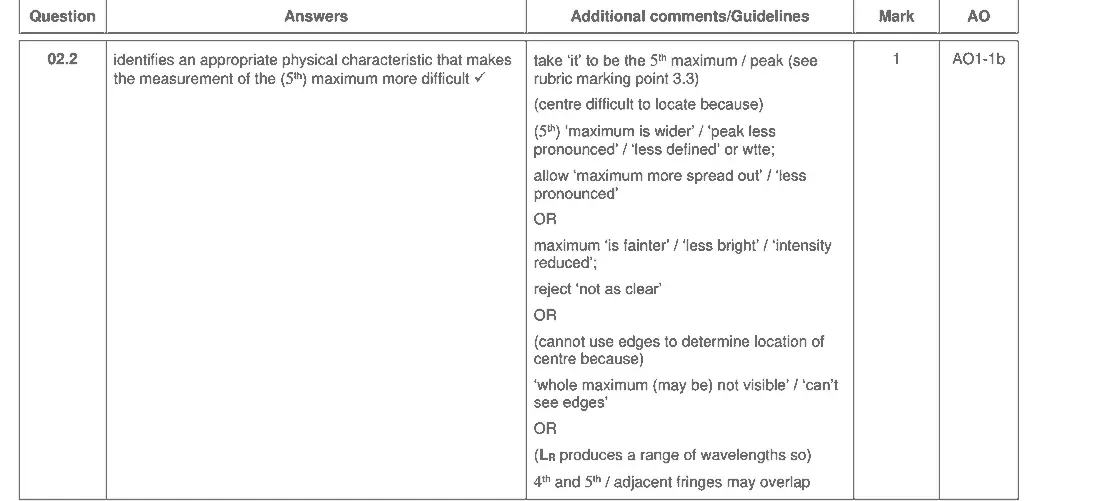 Question Answers Additional comments/Guidelines Mark AO
02.2 identifies an appropriate physical characteristic that makes take ‘it’ to be the 5th maximum / peak (see 1 AO1-1b
the measurement of the (5th) maximum more difficult ✓ rubric marking point 3.3)
(centre difficult to locate because)
(5th) ‘maximum is wider’ / ‘peak less
pronounced’ / ‘less defined’ or wtte;
allow ‘maximum more spread out’ / ‘less
pronounced’
OR
maximum ‘is fainter’ / ‘less bright’ / ‘intensity
reduced’;
reject ‘not as clear’
OR
(cannot use edges to determine location of
centre because)
‘whole maximum (may be) not visible’ / ‘can’t
see edges’
OR
(LR produces a range of wavelengths so)
4th and 5th / adjacent fringes may overlap